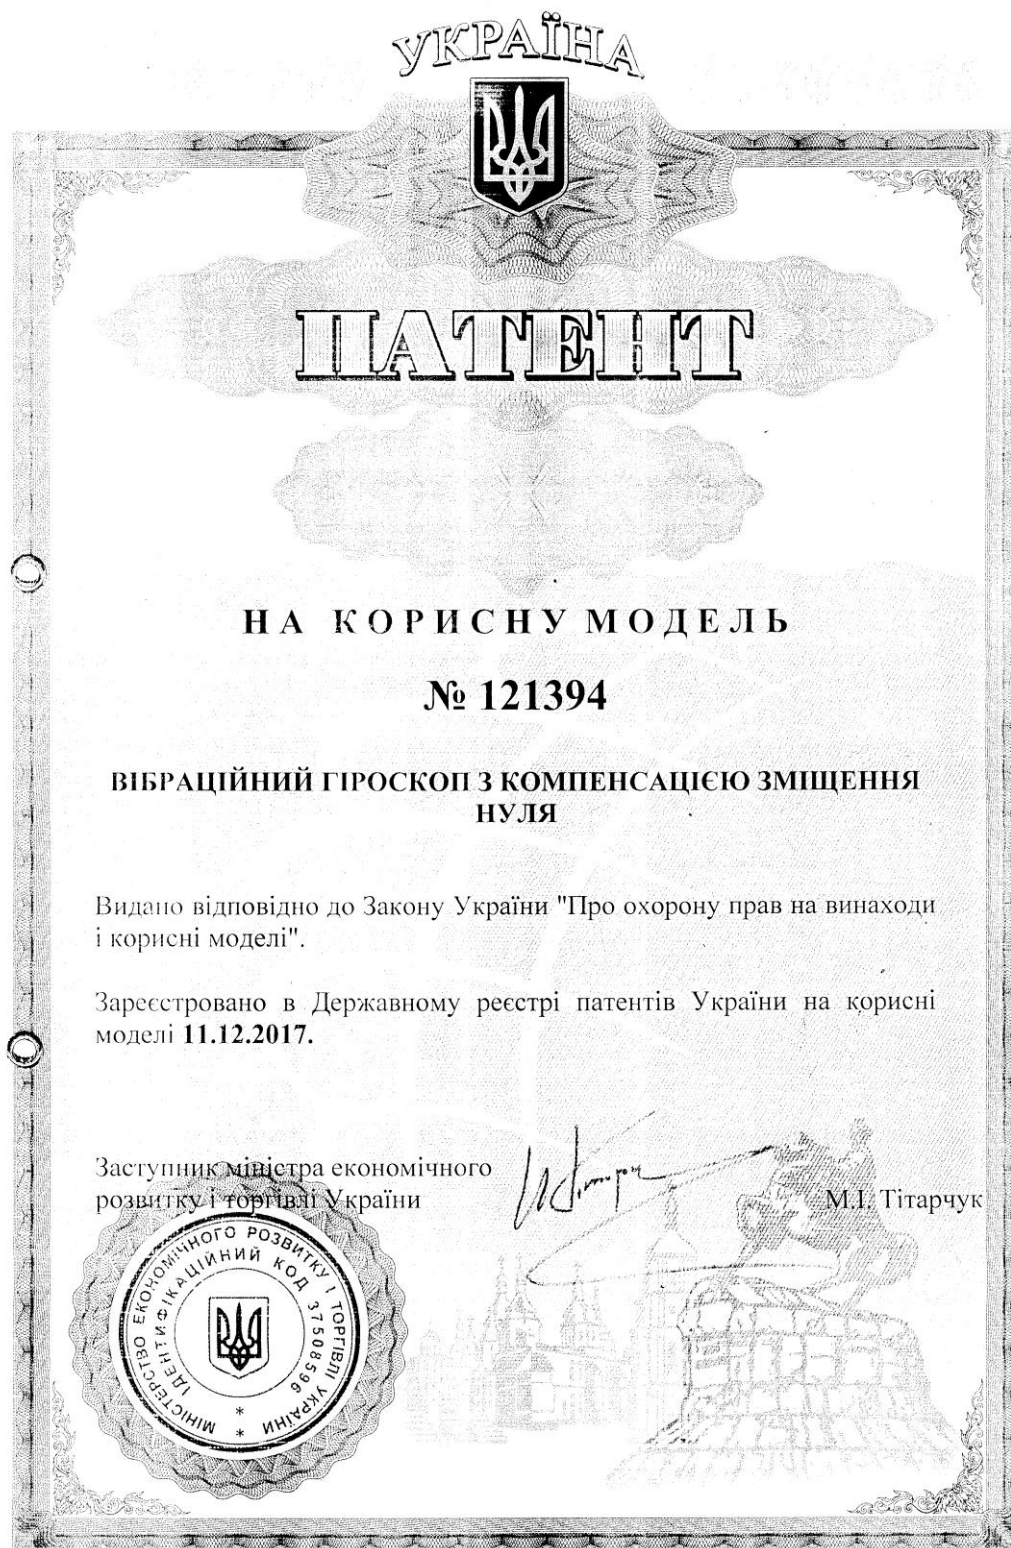 УКРАЇНА
ПАТЕНТ
НА КОРИСНУ МОДЕЛЬ
№ 121394
ВІБРАЦІЙНИЙ ГІРОСКОП З КОМПЕНСАЦІЄЮ ЗМІЩЕННЯ
НУЛЯ
Видано відповідно до Закону України "Про охорону прав на винаходи
і корисні моделі".
Зареєстровано в Державному реєстрі патентів України на корисні
моделі 11.12.2017.
Заступник міністра економічного
розвитку і торгівлі України
М.І. Тітарчук
МІНІСТЕРСТВО ЕКОНОМІЧНОГО РОЗВИТКУ І ТОРГІВЛІ УКРАЇНИ
ІДЕНТИФІКАЦІЙНИЙ КОД 37508596